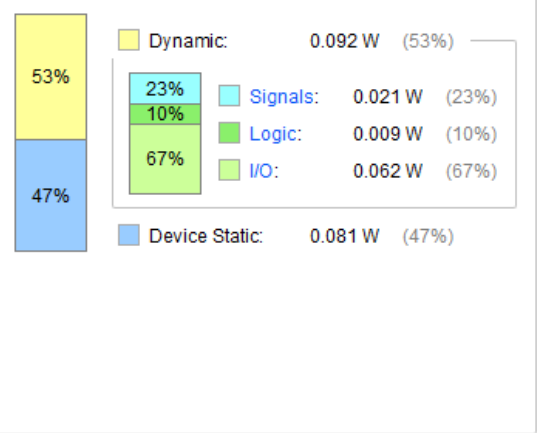 53%
47%
Dynamic: 0.092 W (53%)
23%
10%
67%
Signals: 0.021 W (23%)
Logic: 0.009 W (10%)
I/O: 0.062 W (67%)
Device Static: 0.081 W (47%)